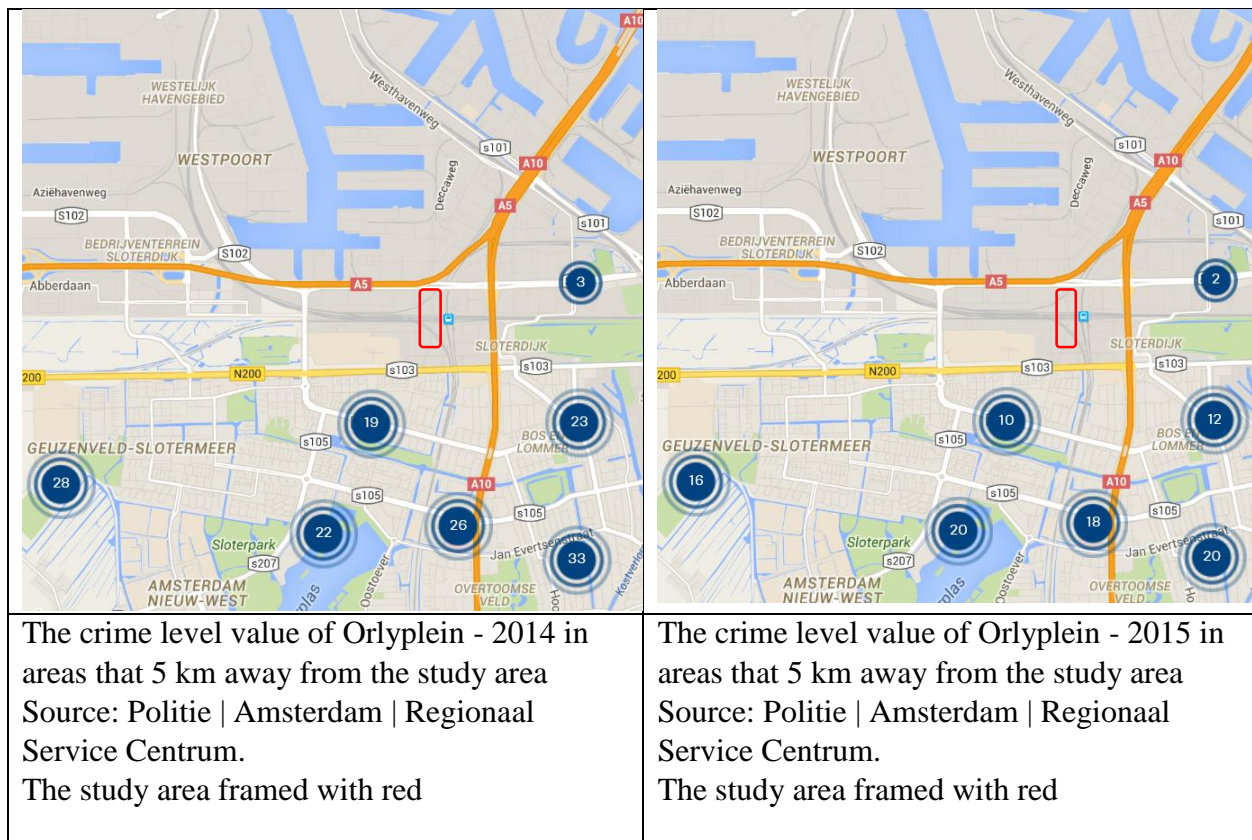 A10
WESTELIJK
HAVENGEBIED
Westhavenweg
s101
WESTPOORT
A10
Deccaweg
Aziëhavenweg
A5
S102
s101
BEDRIJVENTERREIN
SLOTERDIJK
S102
3
Abberdaan
A5
SLOTERDIJK
s103
200
N200
s103
19
23
s105
BOS EN
LOMMER
GEUZENVELD-SLOTERMEER
28
A10
s105
26
s105
22
Sloterpark
Jan Evertsenstraat
33
s207
Oostoever
Kostverlo
AMSTERDAM
NIEUW-WEST
rplas
OVERTOOMSE
VELD
Hoo
The crime level value of Orlyplein - 2014 in
areas that 5 km away from the study area
Source: Politie | Amsterdam | Regionaal
Service Centrum.
The study area framed with red
WESTELIJK
HAVENGEBIED
Westhavenweg
s101
WESTPOORT
A10
Deccaweg
Aziëhavenweg
A5
S102
s101
BEDRIJVENTERREIN
SLOTERDIJK
S102
2
Abberdaan
A5
SLOTERDIJK
s103
200
N200
s103
10
12
s105
BOS EN
LOMMER
GEUZENVELD-SLOTERMEER
16
A10
s105
18
s105
20
Sloterpark
Jan Evertsenstraat
20
s207
Oostoever
AMSTERDAM
NIEUW-WEST
rplas
OVERTOOMSE
VELD
The crime level value of Orlyplein - 2015 in
areas that 5 km away from the study area
Source: Politie | Amsterdam | Regionaal
Service Centrum.
The study area framed with red